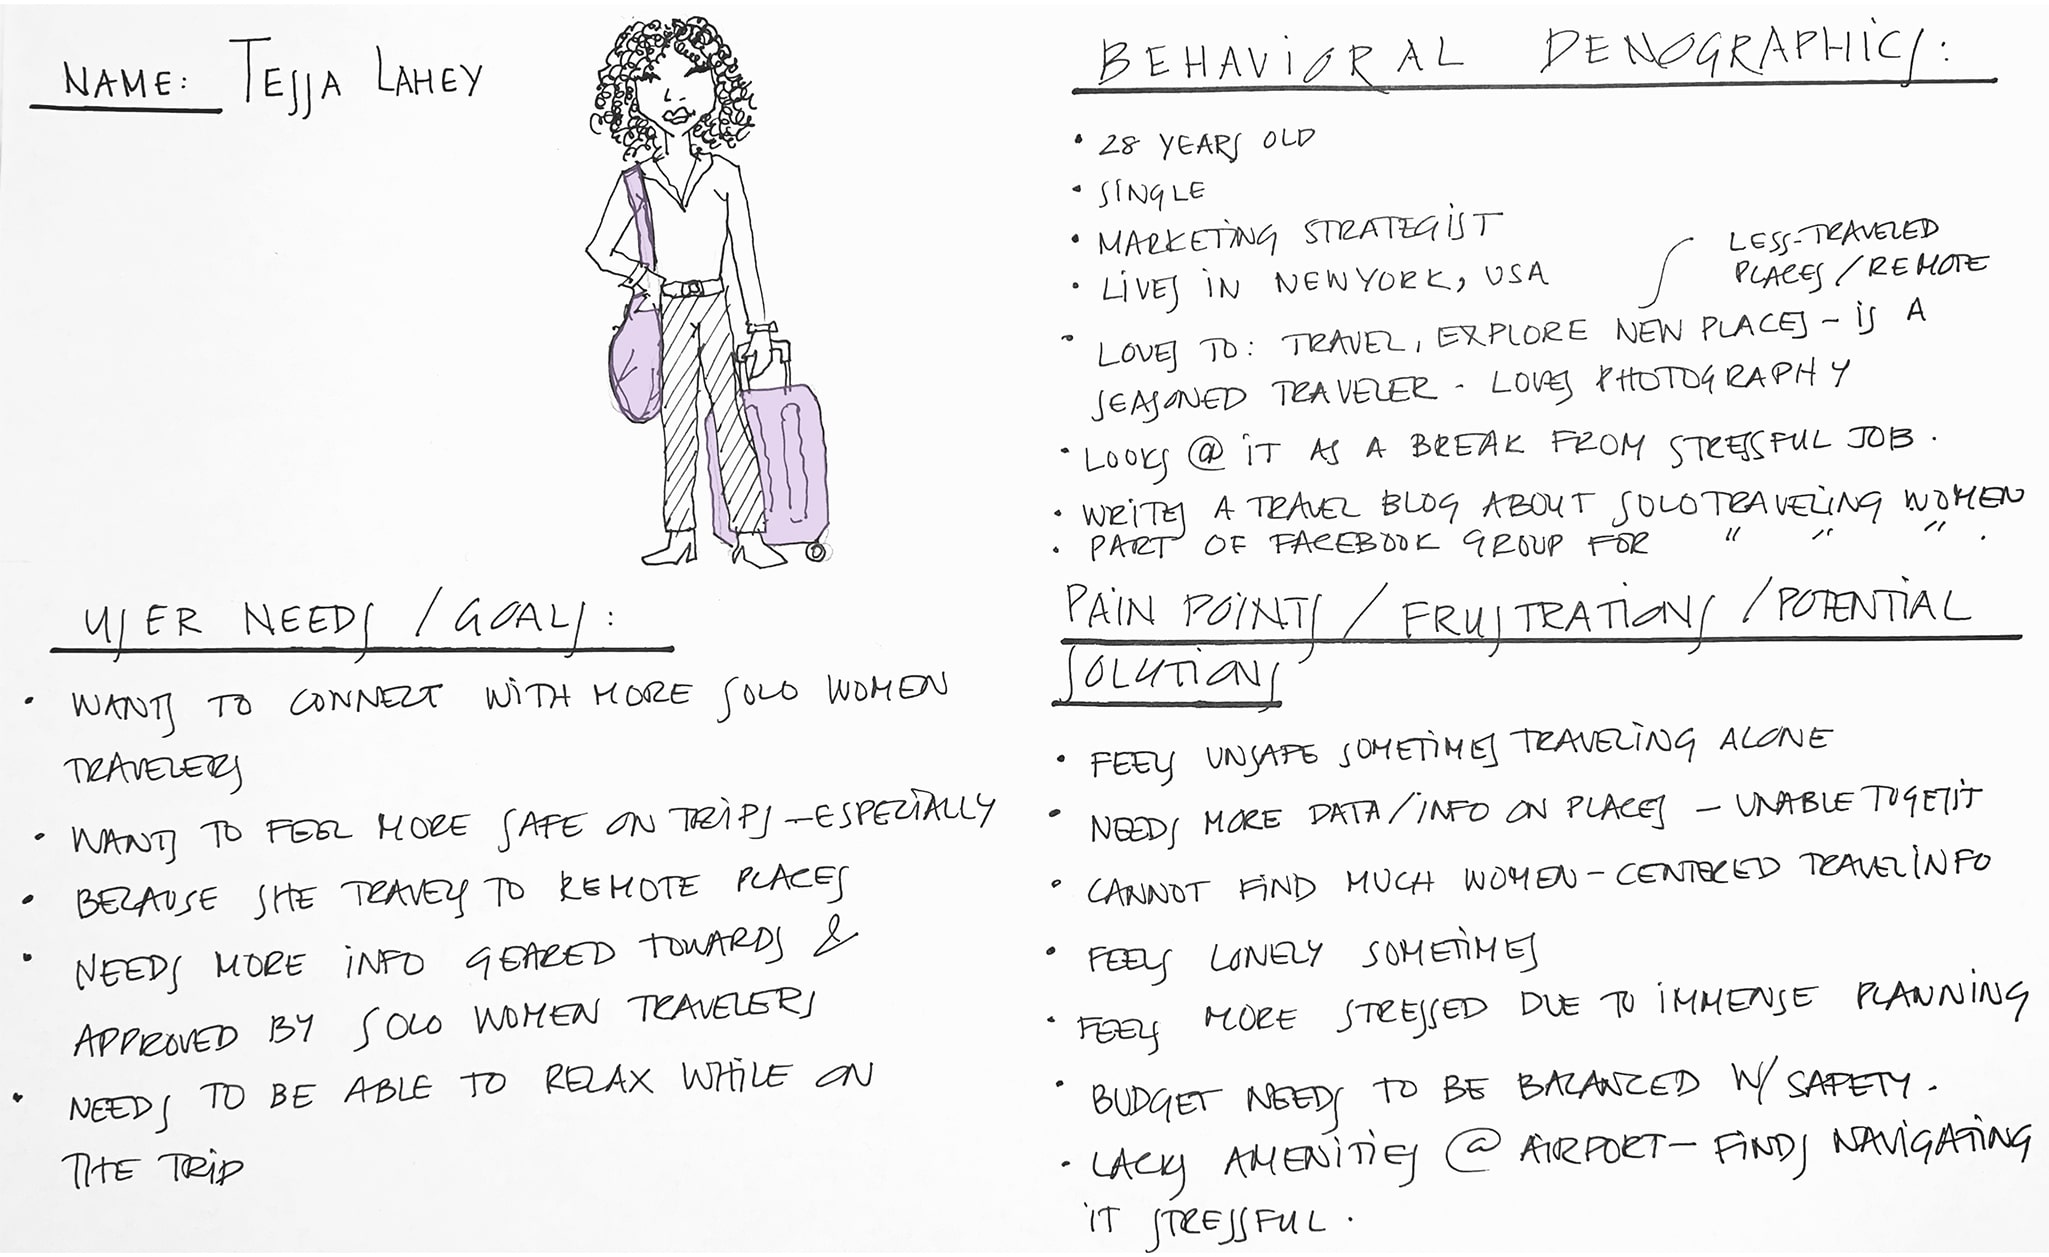 NAME: TESSA LAHEY
BEHAVIORAL DENOGRAPHICS:
• 28 YEARS OLD
• SINGLE
• MARKETING STRATEGIST
• LIVES IN NEWYORK, USA
LESS-TRAVELED
PLACES/REMOTE
• LOVES TO: TRAVEL, EXPLORE NEW PLACES - IS A
SEASONED TRAVELER - LOVES PHOTOGRAPHY
• LOOKS @ IT AS A BREAK FROM STRESSFUL JOB.
• WRITES A TRAVEL BLOG ABOUT SOLO TRAVELING WOMEN
• PART OF FACEBOOK GROUP FOR " " ".
USER NEEDS / GOALS:
• WANTS TO CONNECT WITH MORE SOLO WOMEN
TRAVELERS
• WANTS TO FEEL MORE SAFE ON TRIPS - ESPECIALLY
• BECAUSE SHE TRAVELS TO REMOTE PLACES
• NEEDS MORE INFO GEARED TOWARDS &
APPROVED BY SOLO WOMEN TRAVELERS
• NEEDS TO BE ABLE TO RELAX WHILE ON
THE TRIP
PAIN POINTS / FRUSTRATIONS / POTENTIAL
SOLUTIONS
• FEELS UNSAFE SOMETIMES TRAVELING ALONE
• NEEDS MORE DATA/INFO ON PLACES - UNABLE TO GET IT
• CANNOT FIND MUCH WOMEN-CENTERED TRAVEL INFO
• FEELS LONELY SOMETIMES
• FEELS MORE STRESSED DUE TO IMMENSE PLANNING
• BUDGET NEEDS TO BE BALANCED W/ SAFETY.
• LACKS AMENITIES @ AIRPORT - FINDS NAVIGATING
IT STRESSFUL.